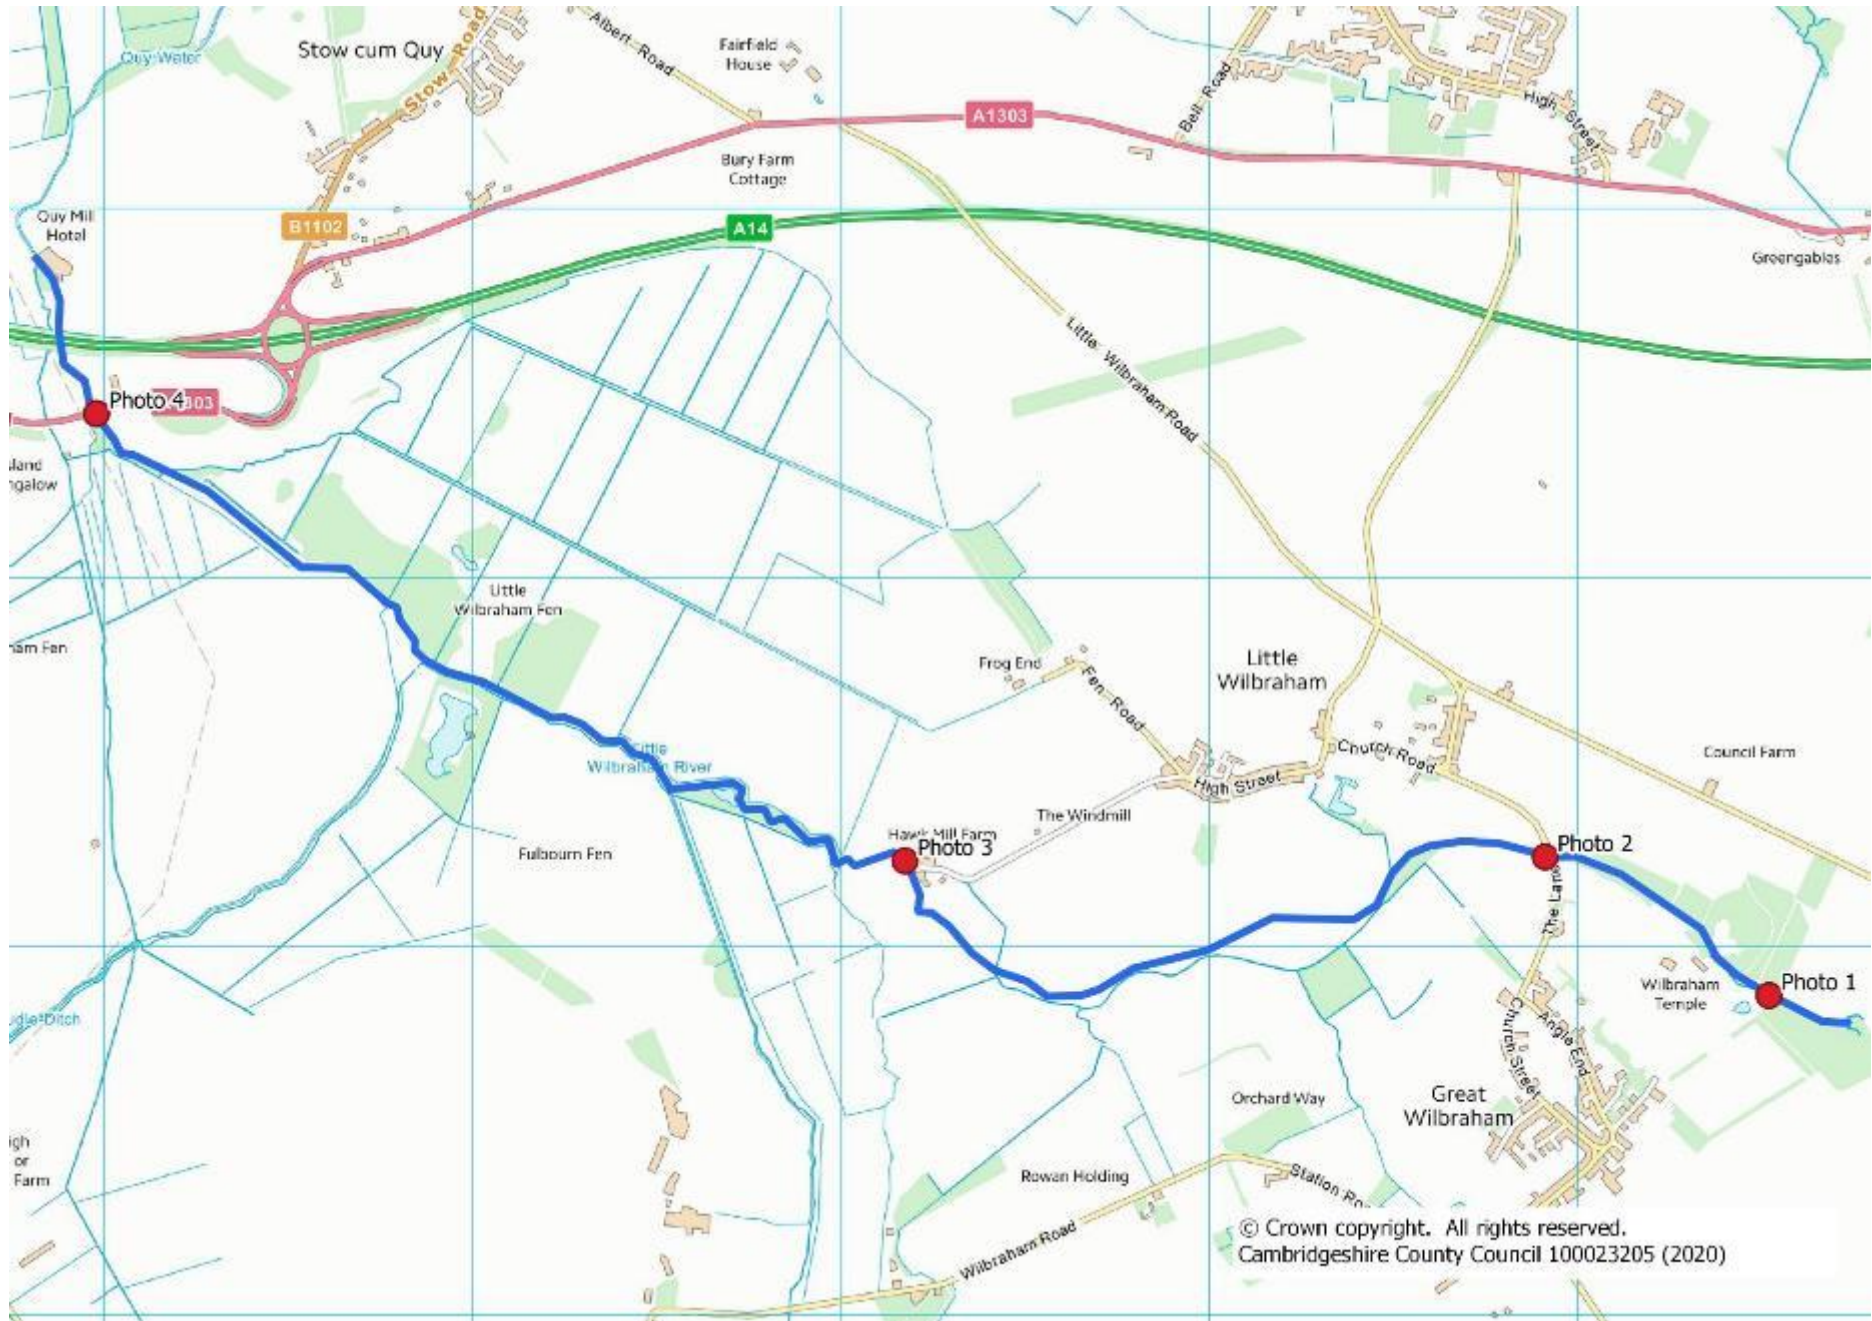 Stow cum Quy
Quy Water
Stow Road
Albert Road
Fairfield
House
Bell Road
High Street
A1303
Bury Farm
Cottage
Quy Mill
Hotel
B1102
A14
Greengables
Little Wilbraham Road
Photo 4
303
Little
Wilbraham Fen
Frog End
Fen Road
Little
Wilbraham
Church Road
High Street
Council Farm
Little
Wilbraham River
The Windmill
Hawk Mill Farm
Photo 3
Photo 2
Fulbourn Fen
Wilbraham
Temple
Photo 1
Church Street
Angle End
Orchard Way
Great
Wilbraham
Rowan Holding
Wilbraham Road
Farm
© Crown copyright. All rights reserved.
Cambridgeshire County Council 100023205 (2020)